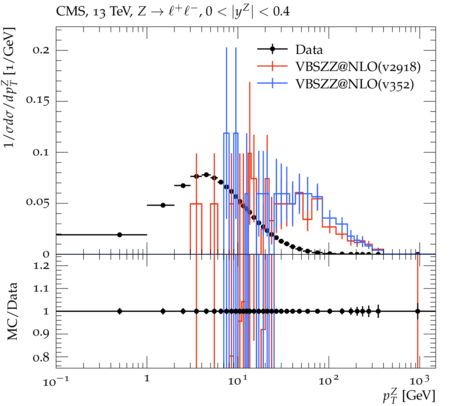 CMS, 13 TeV, Z → ℓ⁺ℓ⁻, 0 < |y^Z| < 0.4
1/σdσ/dp_T^Z [1/GeV]
Data
VBSZZ@NLO(v2918)
VBSZZ@NLO(v352)
0.2
0.15
0.1
0.05
0
MC/Data
1.2
1.1
1
0.9
0.8
10⁻¹ 1 10¹ 10² 10³
p_T^Z [GeV]